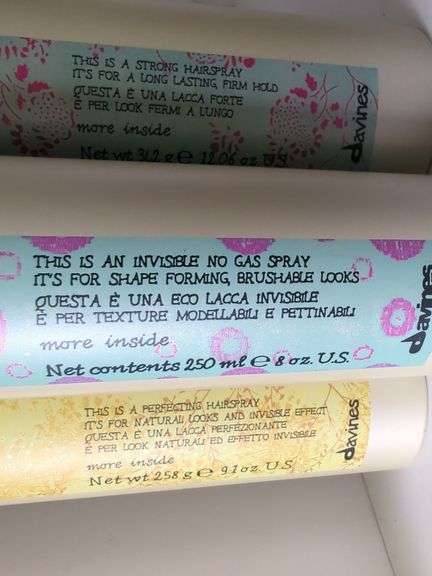 THIS IS A STRONG HAIRSPRAY
IT'S FOR A LONG LASTING, FIRM HOLD
QUESTA È UNA LACCA FORTE
È PER LOOK FERMI A LUNGO
more inside
Net wt 342 g e 12.06 oz. U.S.
davines
THIS IS AN INVISIBLE NO GAS SPRAY
IT'S FOR SHAPE FORMING, BRUSHABLE LOOKS
QUESTA È UNA ECO LACCA INVISIBILE
È PER TEXTURE MODELLABILI E PETTINABILI
more inside
Net contents 250 ml e 8 oz. U.S.
davines
THIS IS A PERFECTING HAIRSPRAY
IT'S FOR NATURAL LOOKS AND INVISIBLE EFFECT
QUESTA È UNA LACCA PERFEZIONANTE
È PER LOOK NATURALI ED EFFETTO INVISIBILE
more inside
Net wt 258 g e 9.1 oz. U.S.
davines